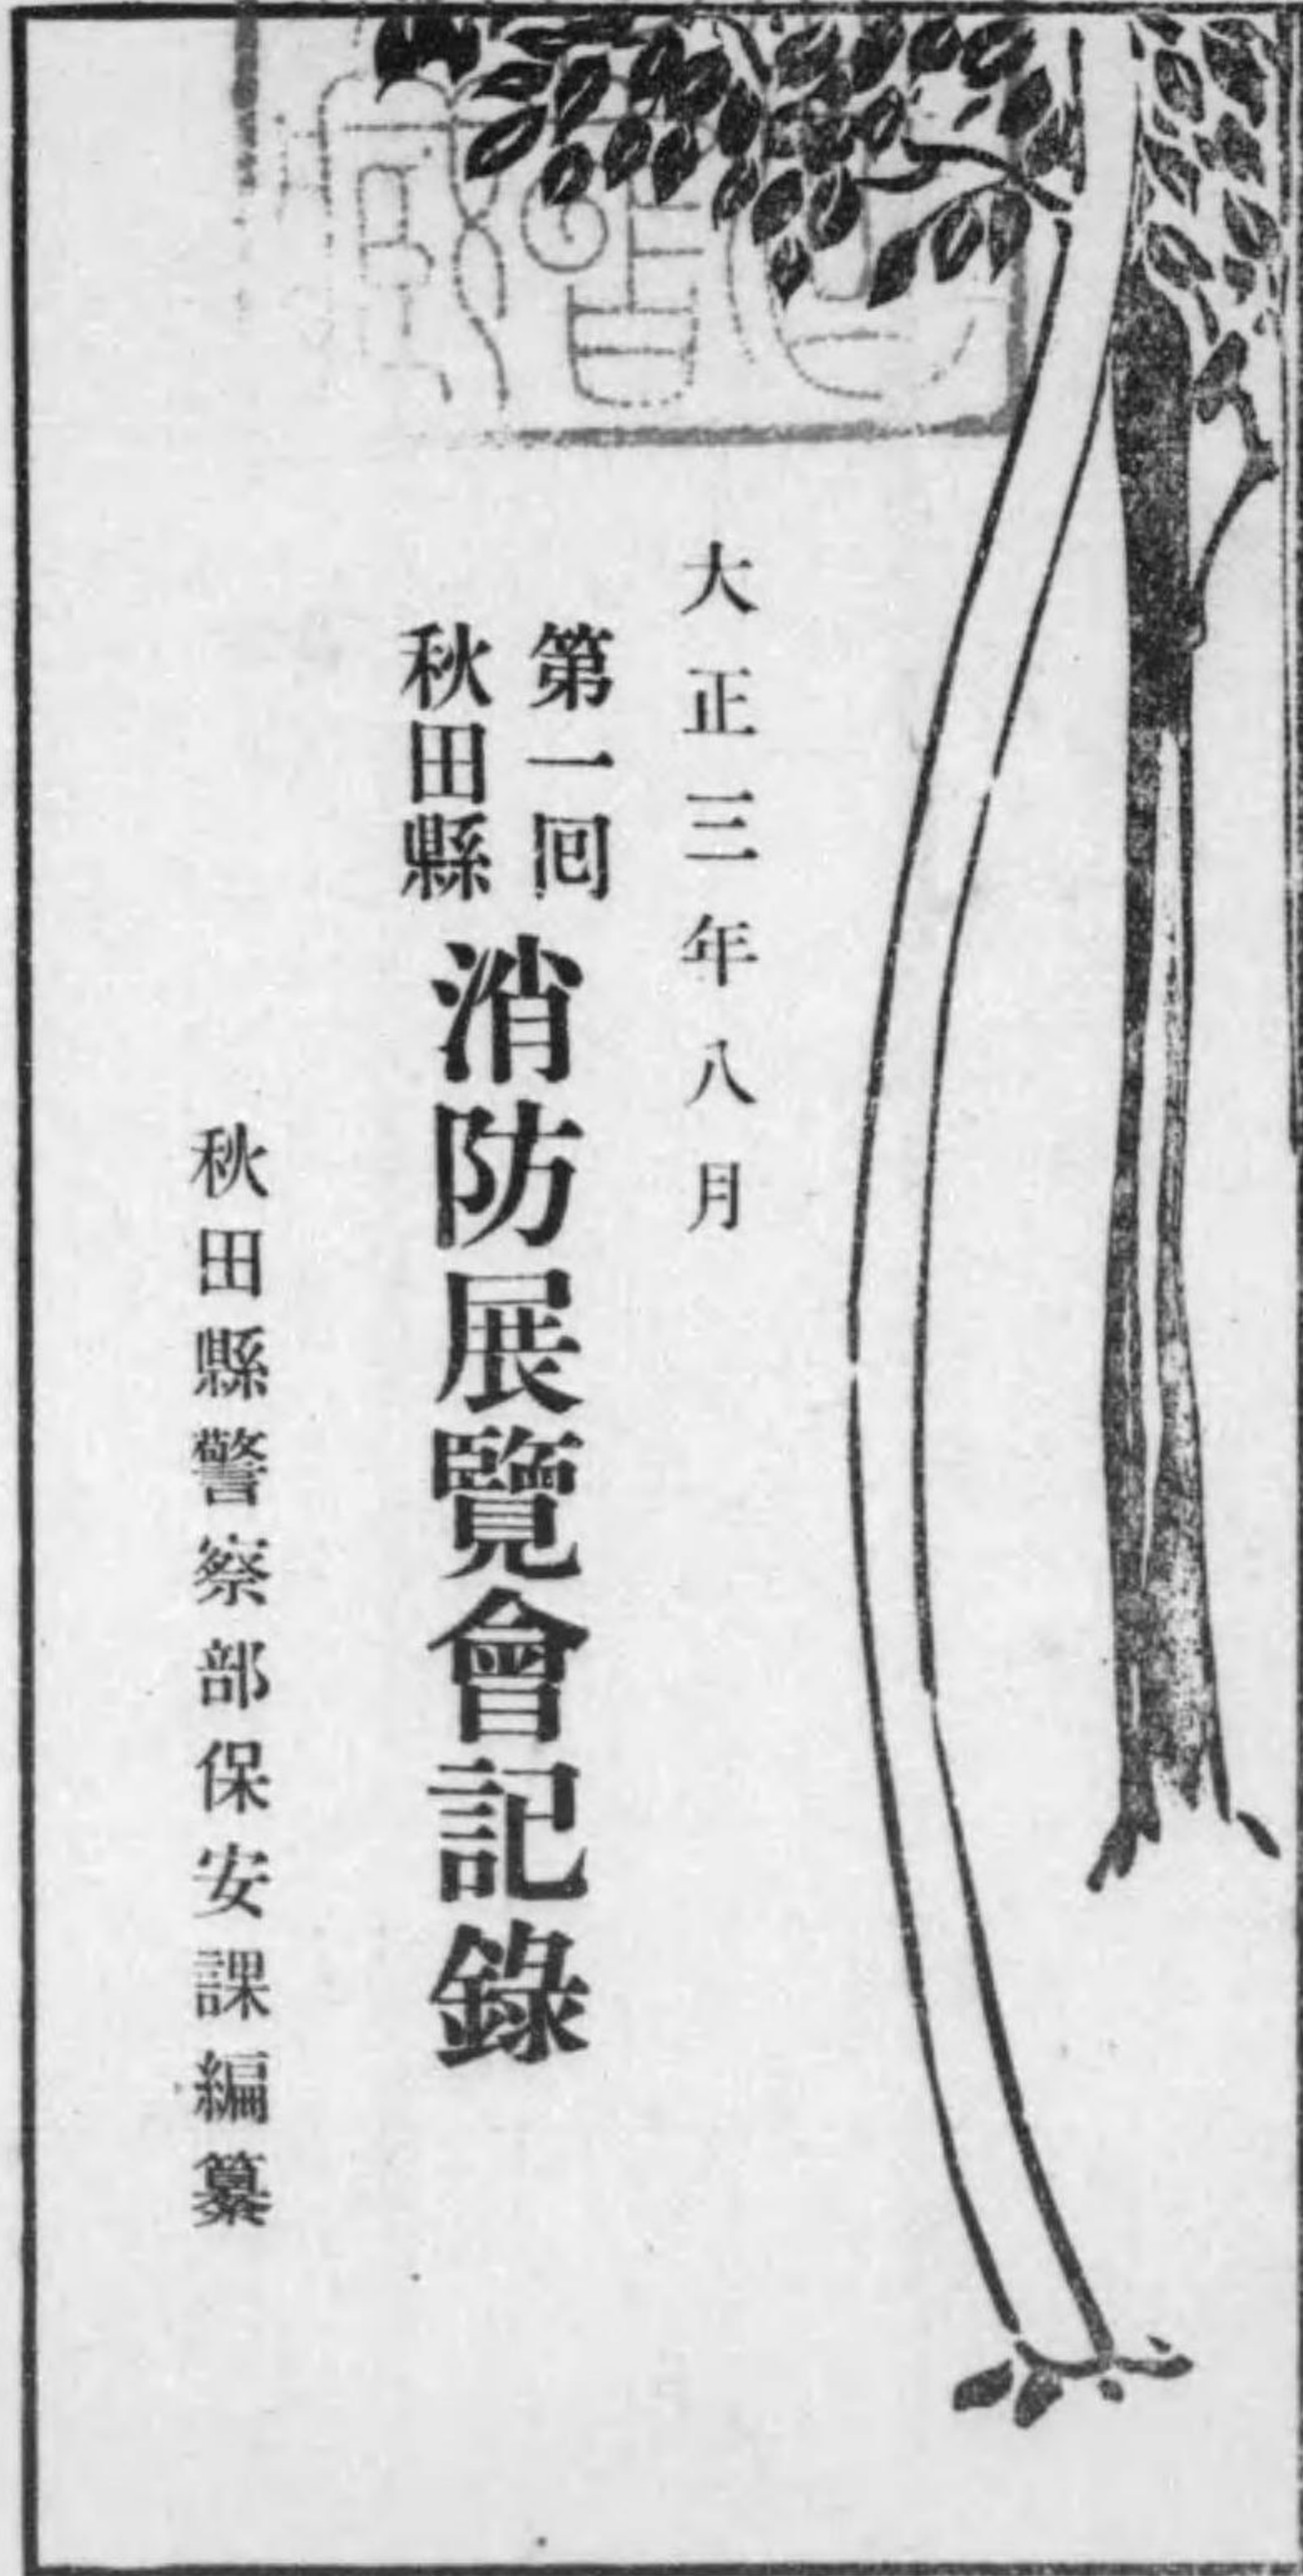 大正三年八月
第一回
秋田縣
消防展覽會記錄
秋田縣警察部保安課編纂